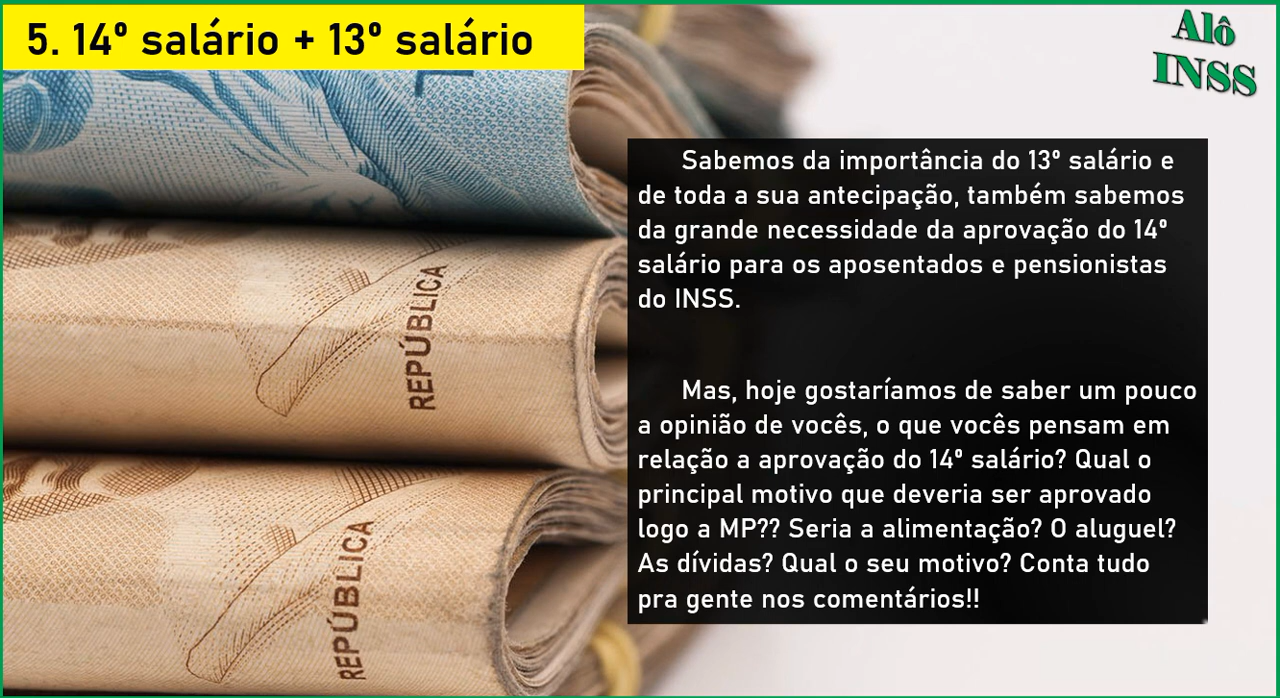 5. 14º salário + 13º salário
Alô
INSS
Sabemos da importância do 13º salário e
de toda a sua antecipação, também sabemos
da grande necessidade da aprovação do 14º
salário para os aposentados e pensionistas
do INSS.
Mas, hoje gostaríamos de saber um pouco
a opinião de vocês, o que vocês pensam em
relação a aprovação do 14º salário? Qual o
principal motivo que deveria ser aprovado
logo a MP?? Seria a alimentação? O aluguel?
As dívidas? Qual o seu motivo? Conta tudo
pra gente nos comentários!!
REPÚBLICA
REPÚBLICA